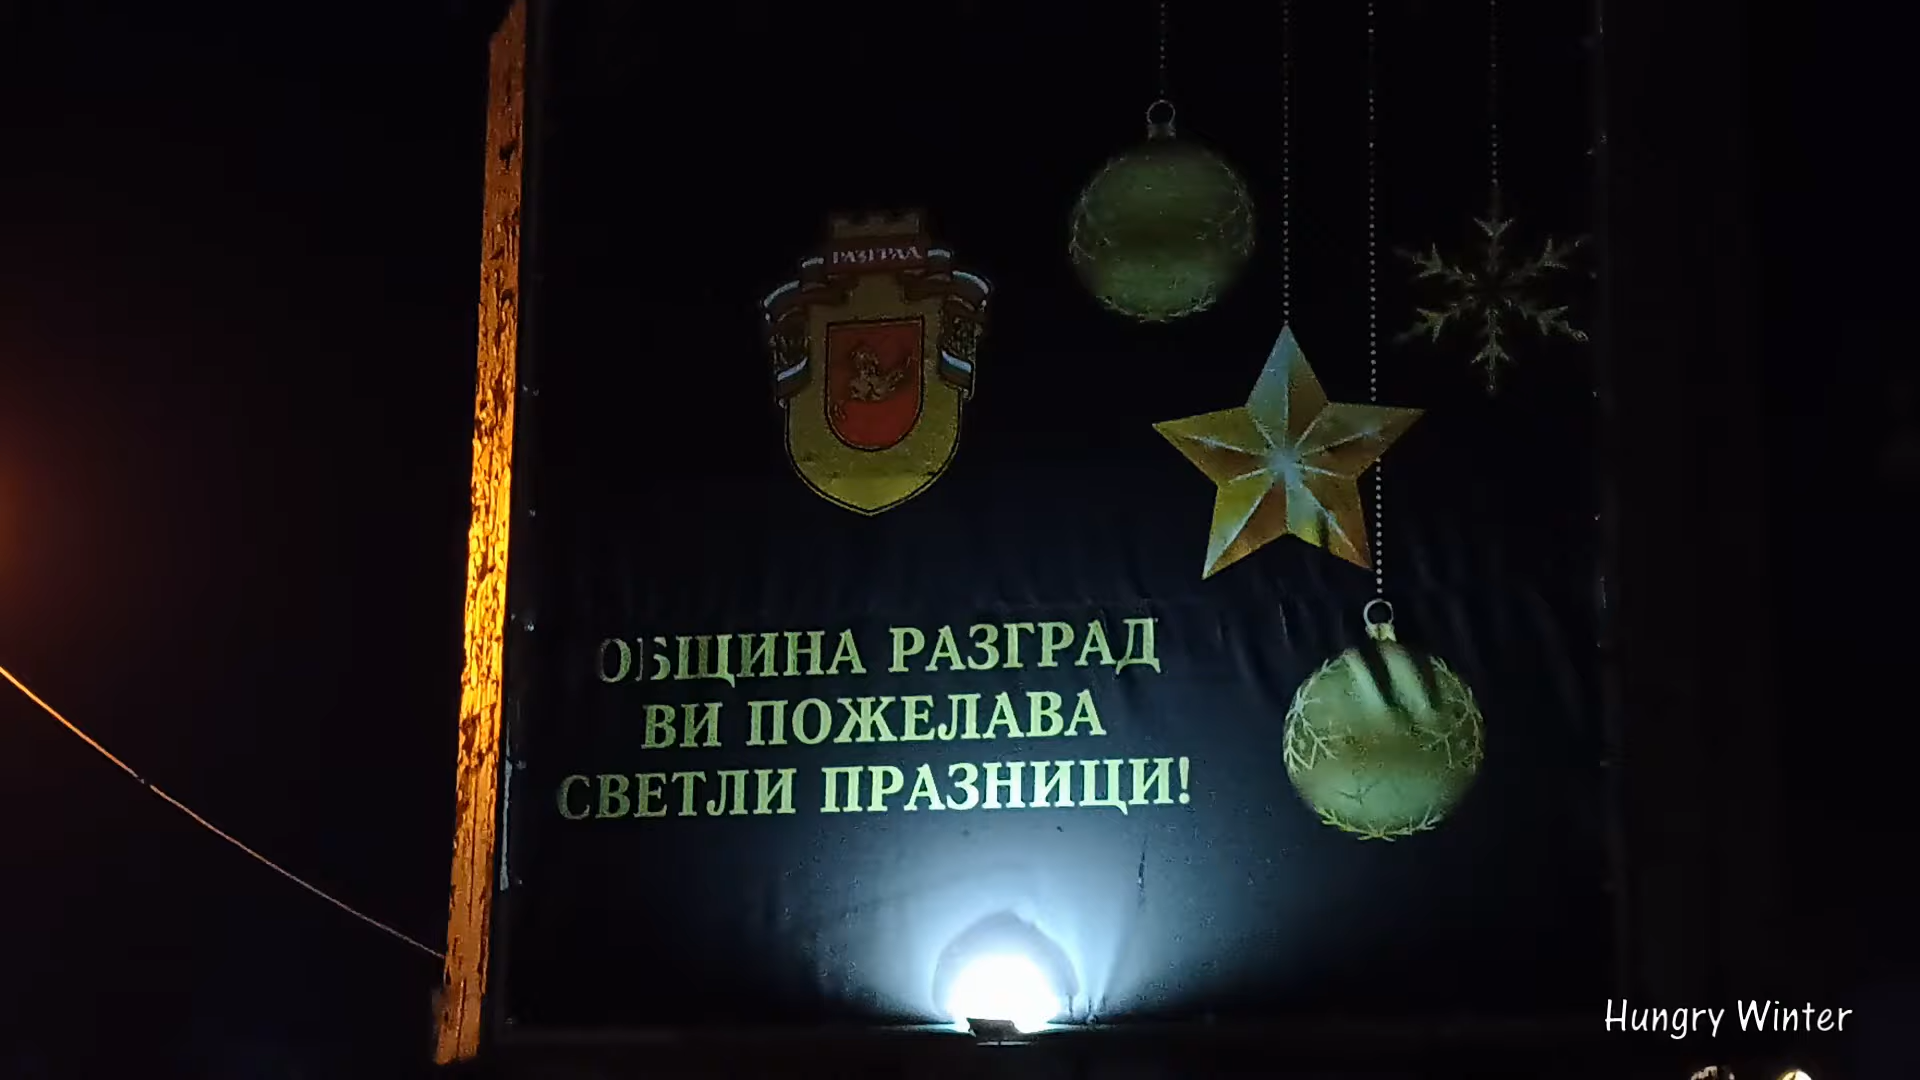 РАЗГРАД
ОБЩИНА РАЗГРАД
ВИ ПОЖЕЛАВА
СВЕТЛИ ПРАЗНИЦИ!
Hungry Winter